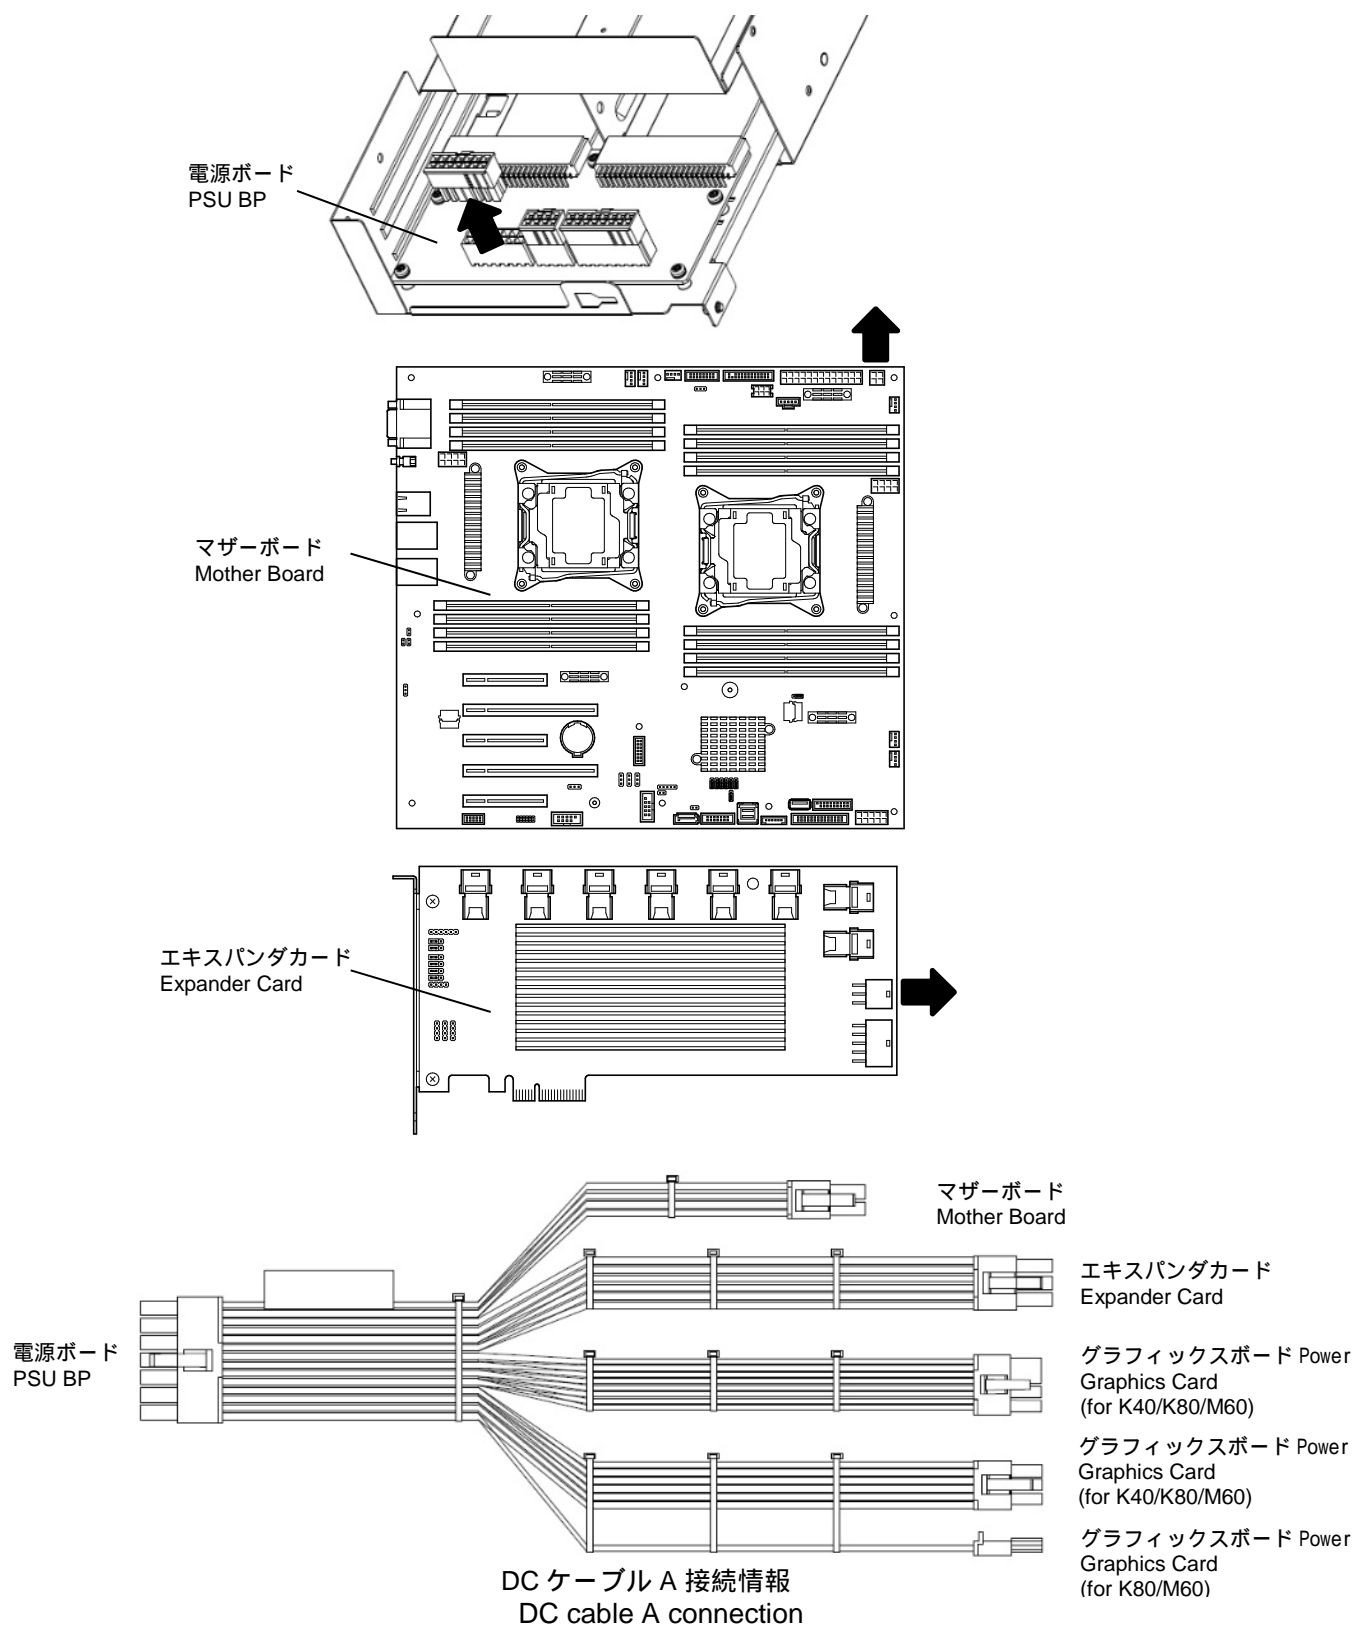 電源ボード
PSU BP
マザーボード
Mother Board
エキスパンダカード
Expander Card
マザーボード
Mother Board
エキスパンダカード
Expander Card
電源ボード
PSU BP
グラフィックスボード Power
Graphics Card
(for K40/K80/M60)
グラフィックスボード Power
Graphics Card
(for K40/K80/M60)
グラフィックスボード Power
Graphics Card
(for K80/M60)
DC ケーブル A 接続情報
DC cable A connection